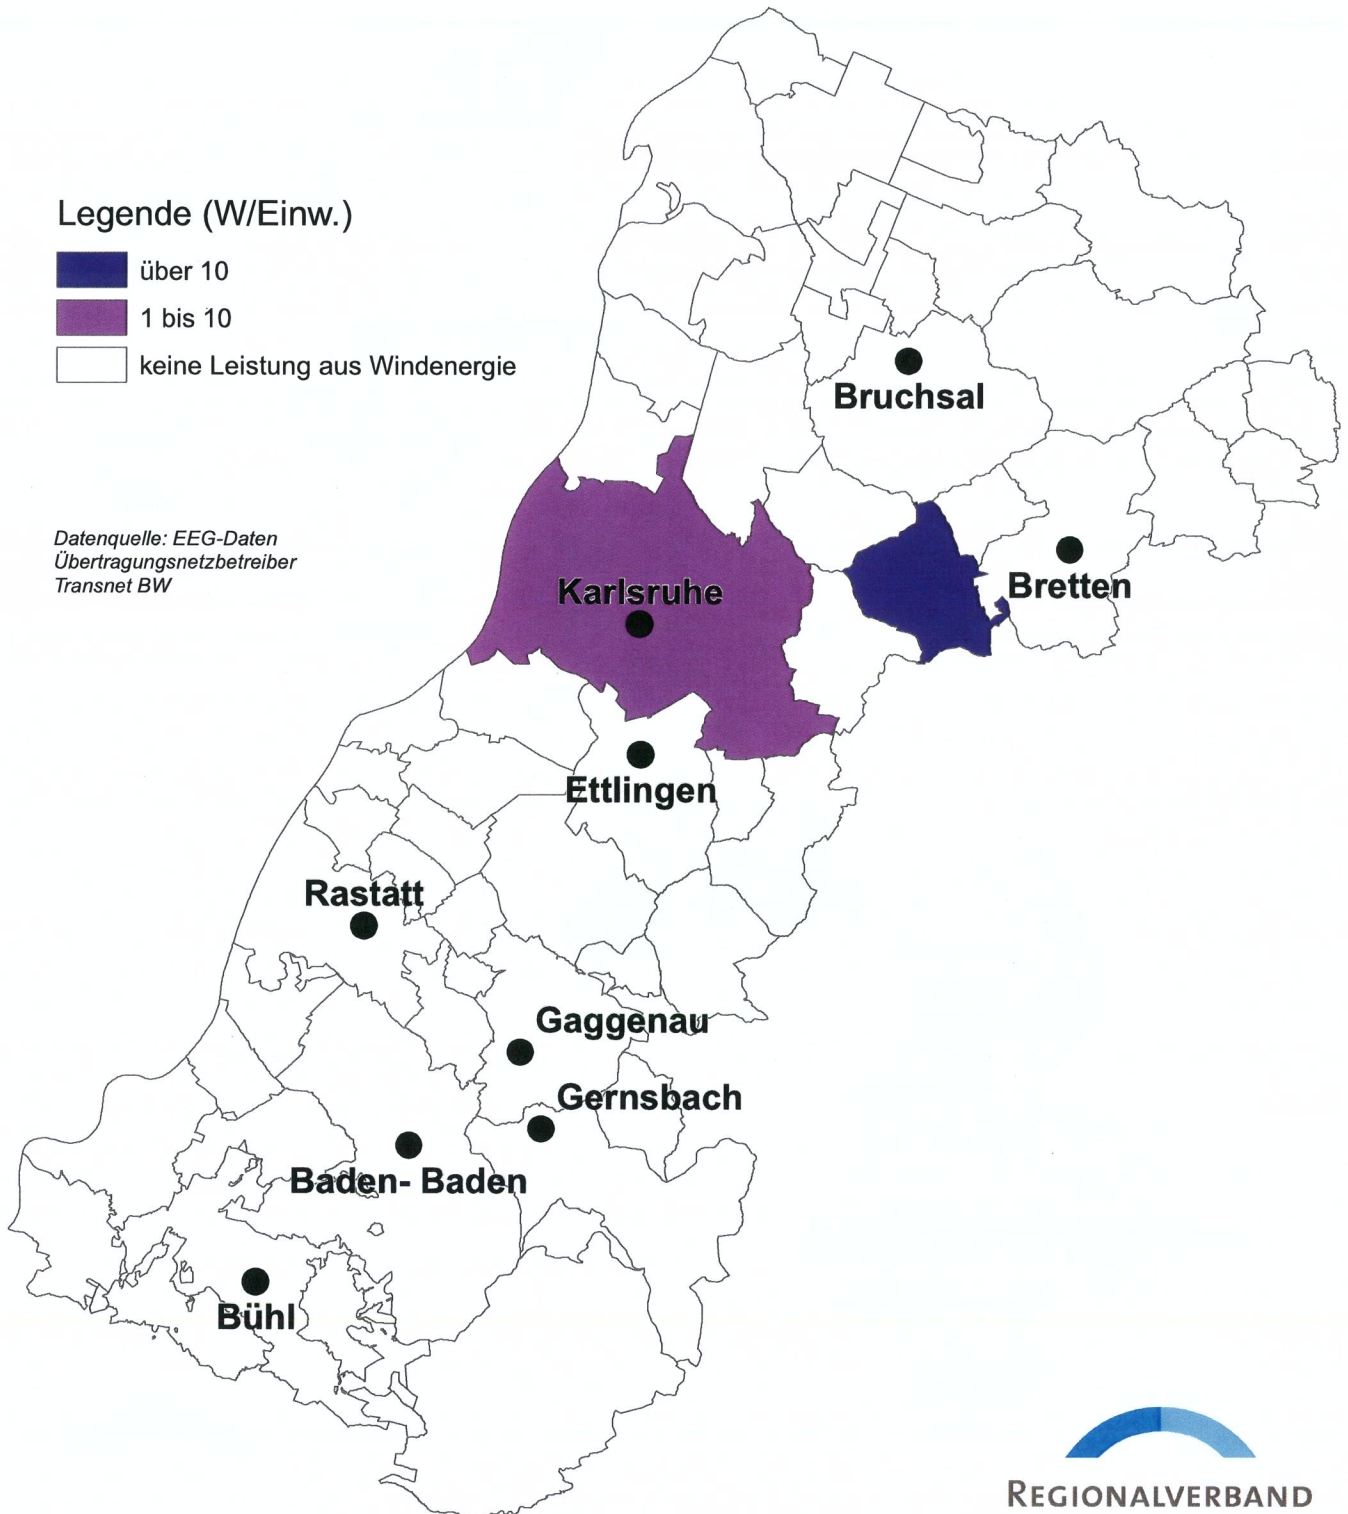 Legende (W/Einw.)
über 10
1 bis 10
keine Leistung aus Windenergie
Datenquelle: EEG-Daten
Übertragungsnetzbetreiber
Transnet BW
Bruchsal
Bretten
Karlsruhe
Ettlingen
Rastatt
Gaggenau
Gernsbach
Baden- Baden
Bühl
REGIONALVERBAND